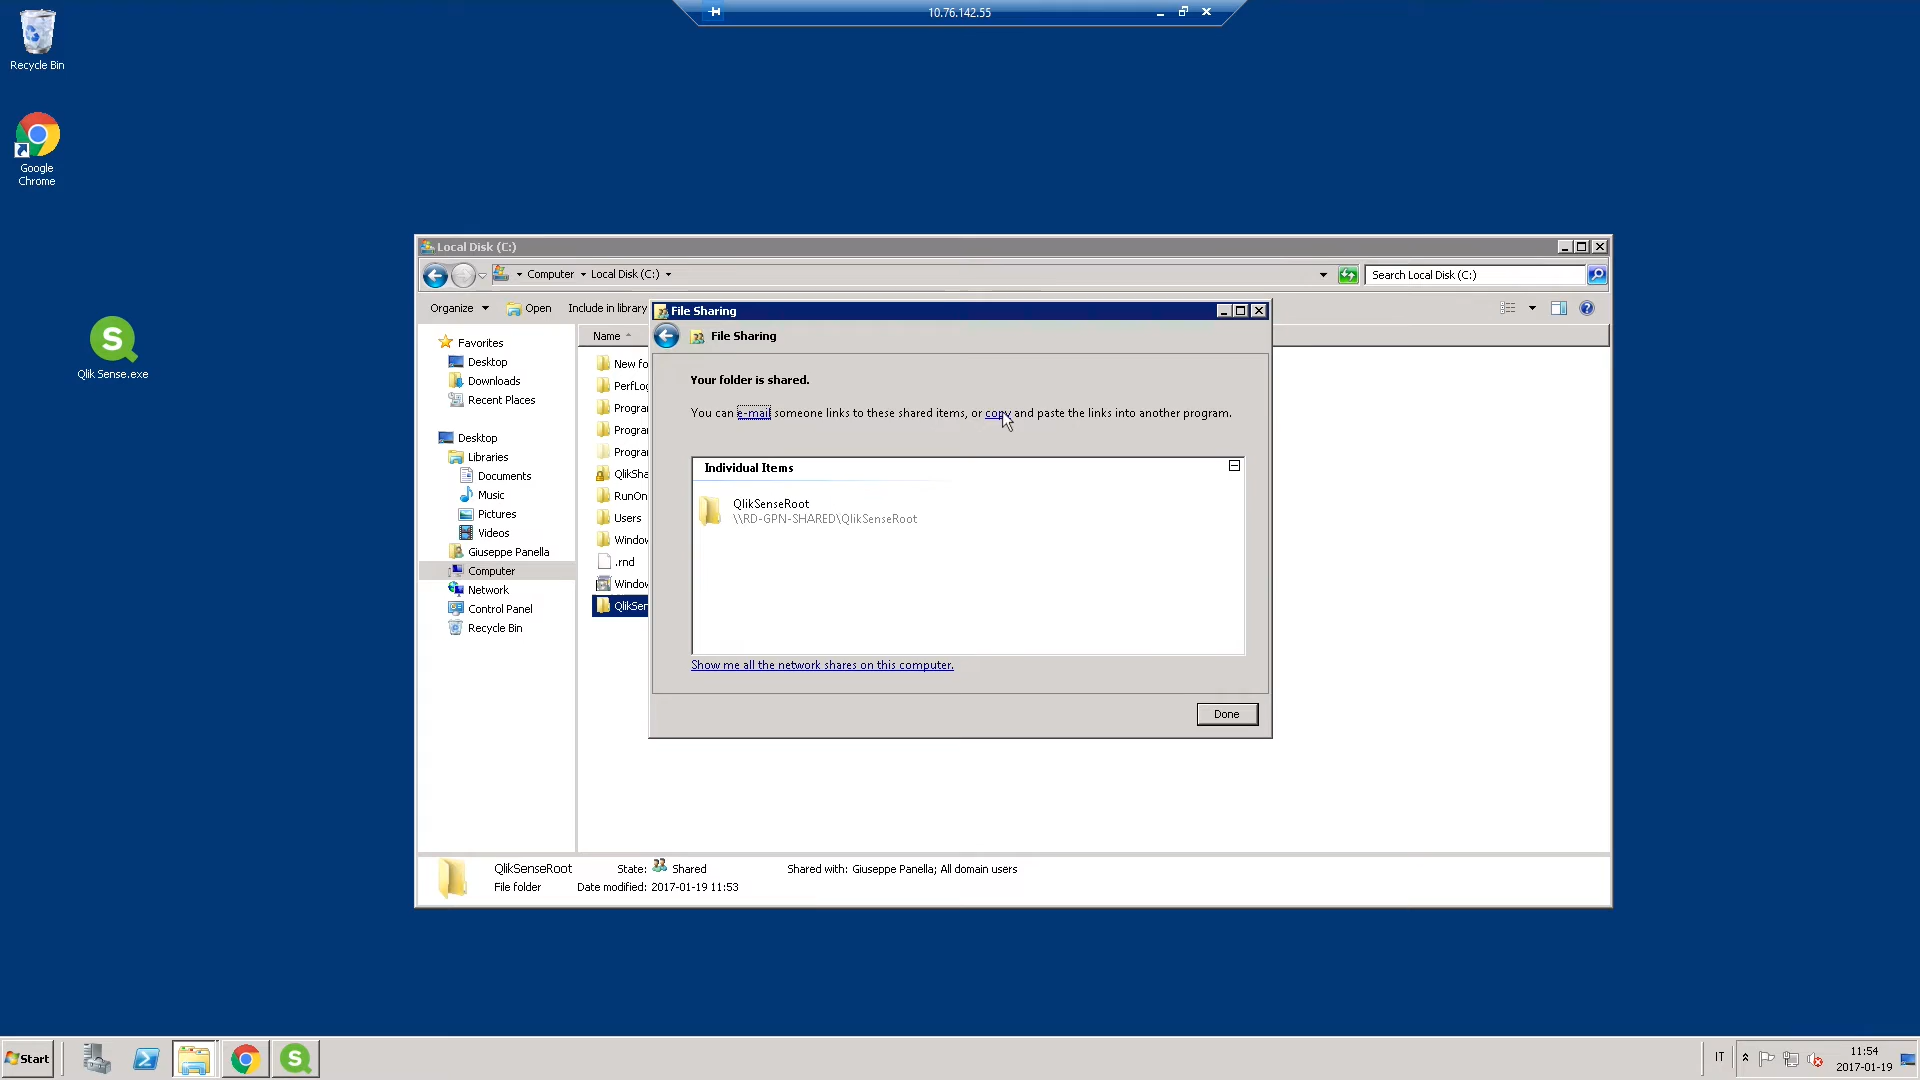 10.76.142.55
Recycle Bin
Google
Chrome
Qlik Sense.exe
Local Disk (C:)
Computer Local Disk (C:)
Search Local Disk (C:)
Organize Open Include in library
Favorites
Desktop
Downloads
Recent Places
Desktop
Libraries
Documents
Music
Pictures
Videos
Giuseppe Panella
Computer
Network
Control Panel
Recycle Bin
Name
New fo
PerfLog
Program
Program
Program
QlikSha
RunOn
Users
Window
.rnd
Window
QlikSen
File Sharing
File Sharing
Your folder is shared.
You can e-mail someone links to these shared items, or copy and paste the links into another program.
Individual Items
QlikSenseRoot
\\RD-GPN-SHARED\QlikSenseRoot
Show me all the network shares on this computer.
Done
QlikSenseRoot State: Shared Shared with: Giuseppe Panella; All domain users
File folder Date modified: 2017-01-19 11:53
Start
IT
11:54
2017-01-19